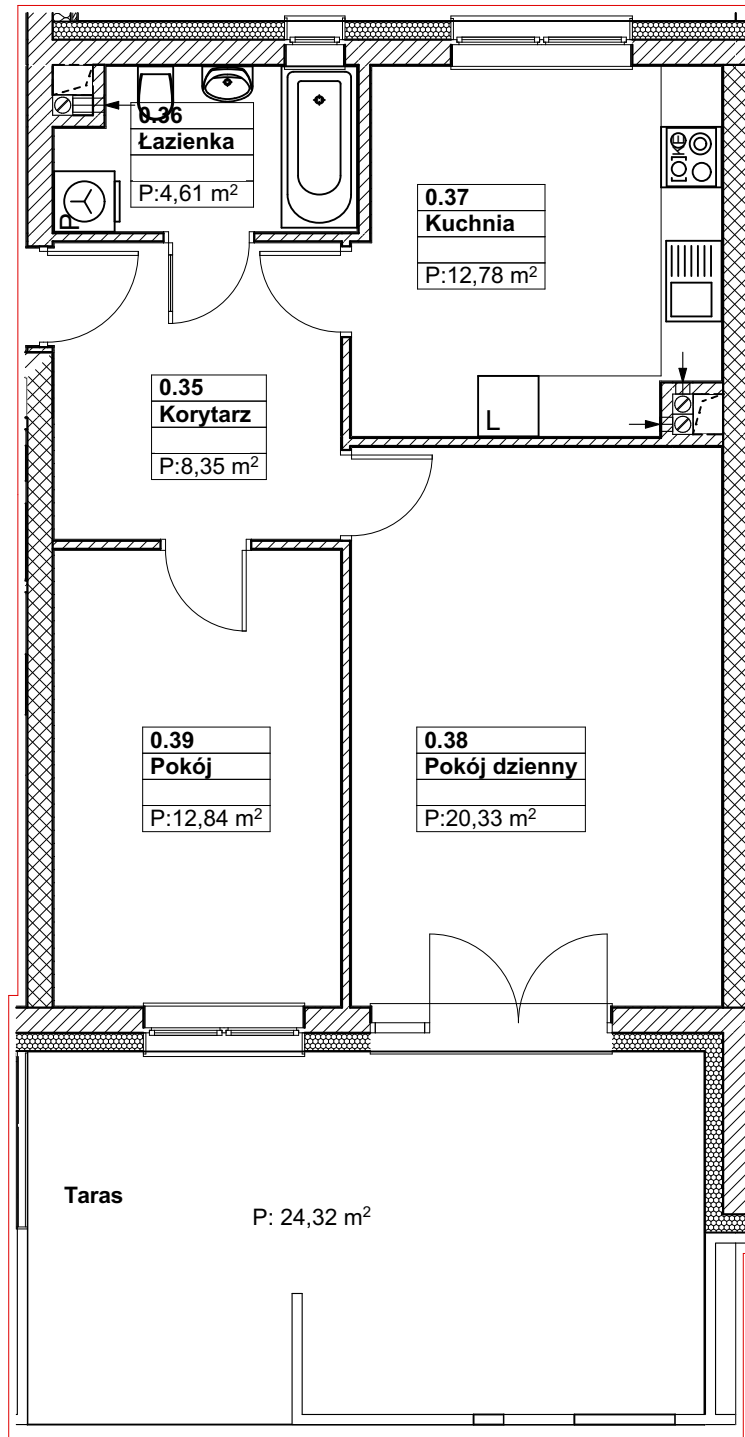 0.36
Łazienka
P:4,61 m²
P
0.37
Kuchnia
P:12,78 m²
[O]KE
0.35
Korytarz
P:8,35 m²
L
0.39
Pokój
P:12,84 m²
0.38
Pokój dzienny
P:20,33 m²
Taras
P: 24,32 m²